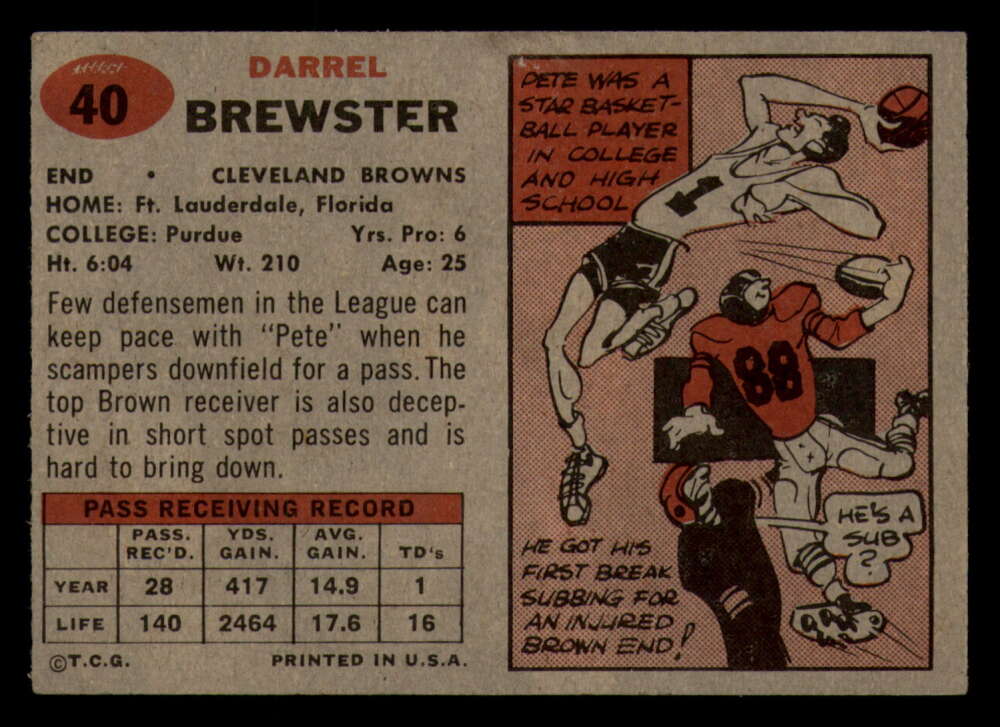 40
DARREL
BREWSTER
END • CLEVELAND BROWNS
HOME: Ft. Lauderdale, Florida
COLLEGE: Purdue Yrs. Pro: 6
Ht. 6:04 Wt. 210 Age: 25
Few defensemen in the League can
keep pace with "Pete" when he
scampers downfield for a pass. The
top Brown receiver is also decep-
tive in short spot passes and is
hard to bring down.
PASS RECEIVING RECORD
PASS. REC'D. YDS. GAIN. AVG. GAIN. TD's
YEAR 28 417 14.9 1
LIFE 140 2464 17.6 16
©T.C.G. PRINTED IN U.S.A.
PETE WAS A
STAR BASKET-
BALL PLAYER
IN COLLEGE
AND HIGH
SCHOOL
1
88
HE'S A
SUB
?
HE GOT HIS
FIRST BREAK
SUBBING FOR
AN INJURED
BROWN END!